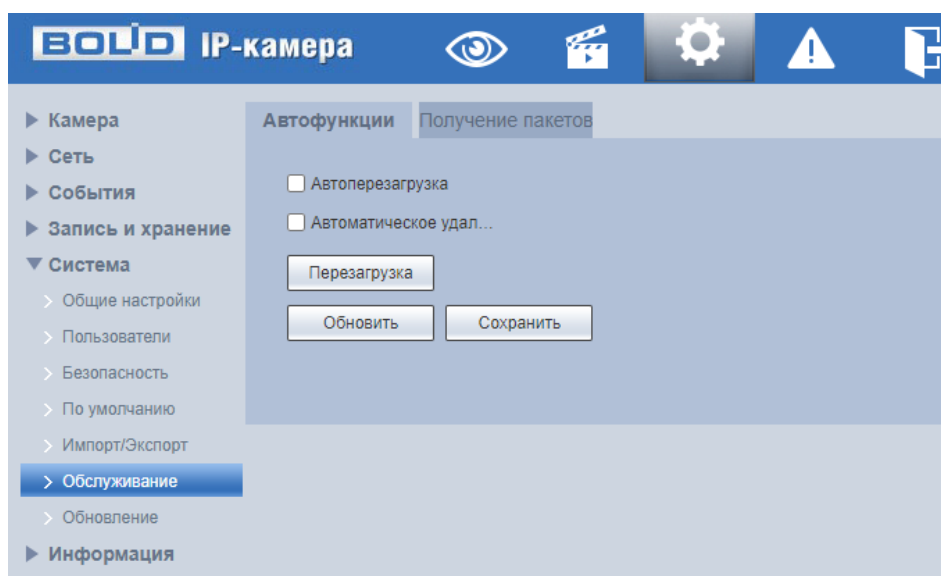 BOLID IP-камера
Камера
Сеть
События
Запись и хранение
Система
Общие настройки
Пользователи
Безопасность
По умолчанию
Импорт/Экспорт
Обслуживание
Обновление
Информация
Автофункции Получение пакетов
Автоперезагрузка
Автоматическое удал...
Перезагрузка
Обновить Сохранить